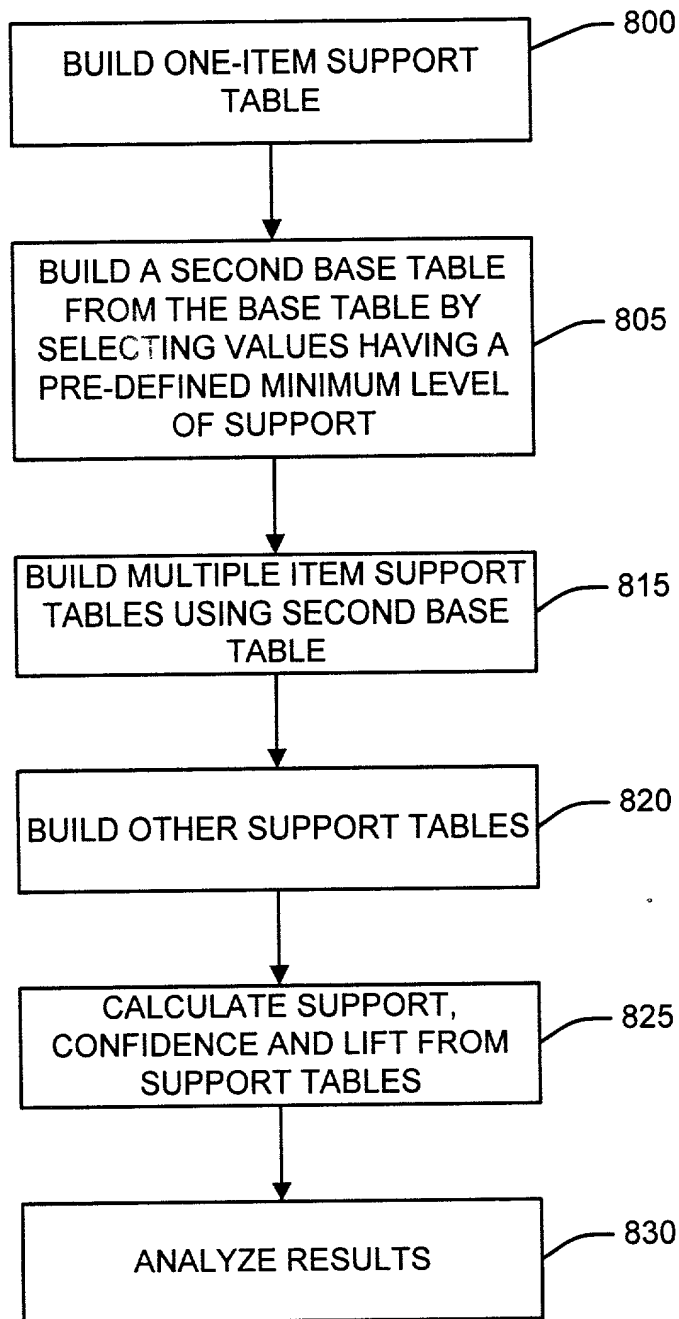 800
BUILD ONE-ITEM SUPPORT
TABLE
BUILD A SECOND BASE TABLE
FROM THE BASE TABLE BY
SELECTING VALUES HAVING A
PRE-DEFINED MINIMUM LEVEL
OF SUPPORT
805
BUILD MULTIPLE ITEM SUPPORT
TABLES USING SECOND BASE
TABLE
815
BUILD OTHER SUPPORT TABLES
820
CALCULATE SUPPORT,
CONFIDENCE AND LIFT FROM
SUPPORT TABLES
825
ANALYZE RESULTS
830